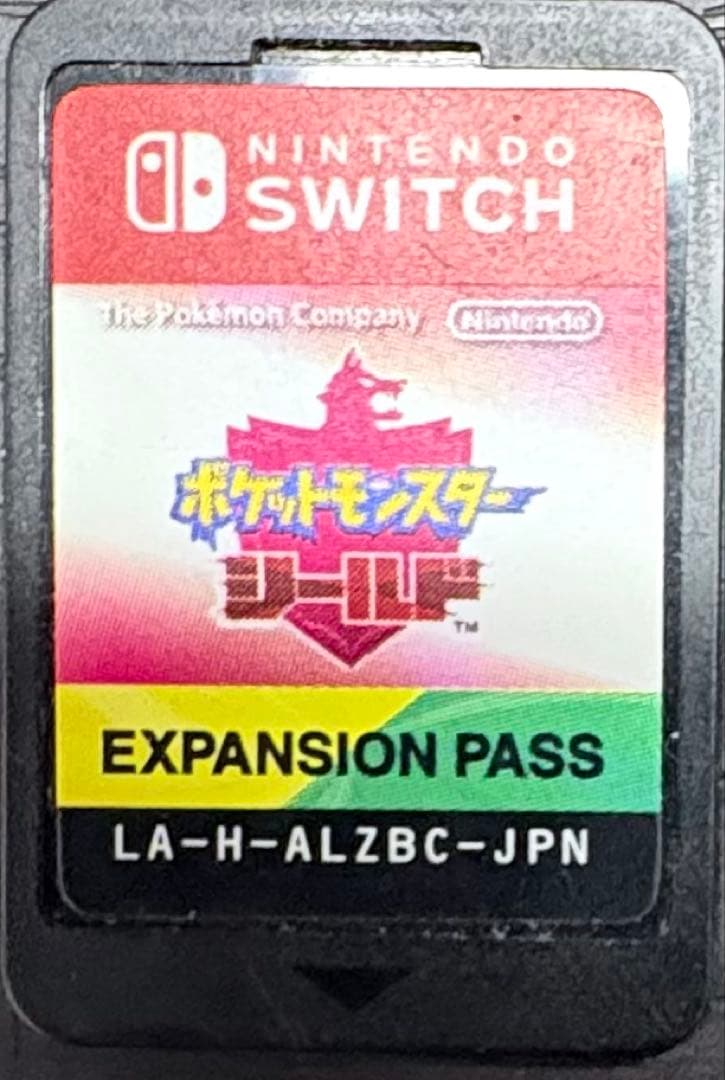 NINTENDO
SWITCH
The Pokémon Company Nintendo
ポケットモンスター
シールド
TM
EXPANSION PASS
LA-H-ALZBC-JPN